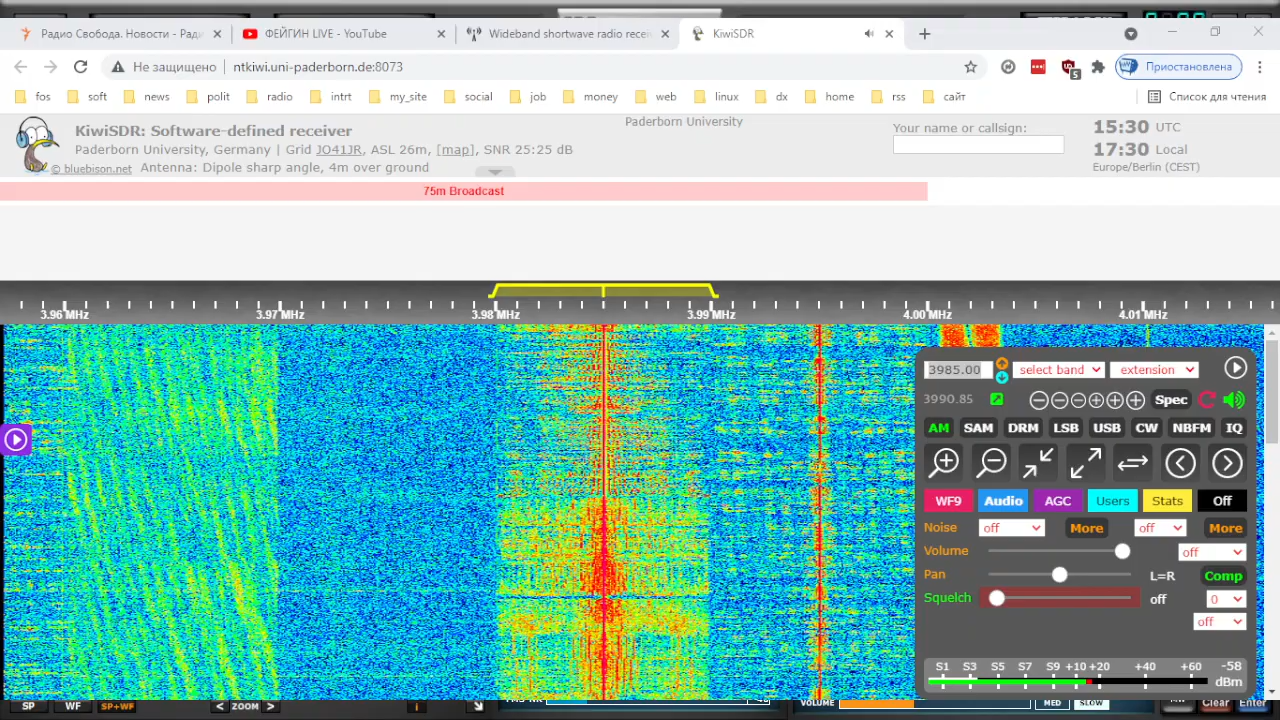 Радио Свобода. Новости - Ради
ФЕЙГИН LIVE - YouTube
Wideband shortwave radio recei
KiwiSDR
Не защищено
ntkiwi.uni-paderborn.de:8073
5
Приостановлена
fos
soft
news
polit
radio
intrt
my_site
social
job
money
web
linux
dx
home
rss
сайт
Список для чтения
KiwiSDR: Software-defined receiver
Paderborn University, Germany | Grid JO41JR, ASL 26m, [map], SNR 25:25 dB
© bluebison.net Antenna: Dipole sharp angle, 4m over ground
Paderborn University
Your name or callsign:
15:30 UTC
17:30 Local
Europe/Berlin (CEST)
75m Broadcast
3.96 MHz 3.97 MHz 3.98 MHz 3.99 MHz 4.00 MHz 4.01 MHz
3985.00 select band extension
3990.85 Spec
AM SAM DRM LSB USB CW NBFM IQ
WF9 Audio AGC Users Stats Off
Noise off More off More
Volume off
Pan L=R Comp
Squelch off 0
off
S1 S3 S5 S7 S9 +10 +20 +40 +60 -58
dBm
SP WF SP+WF ZOOM VOLUME MED SLOW Clear Enter